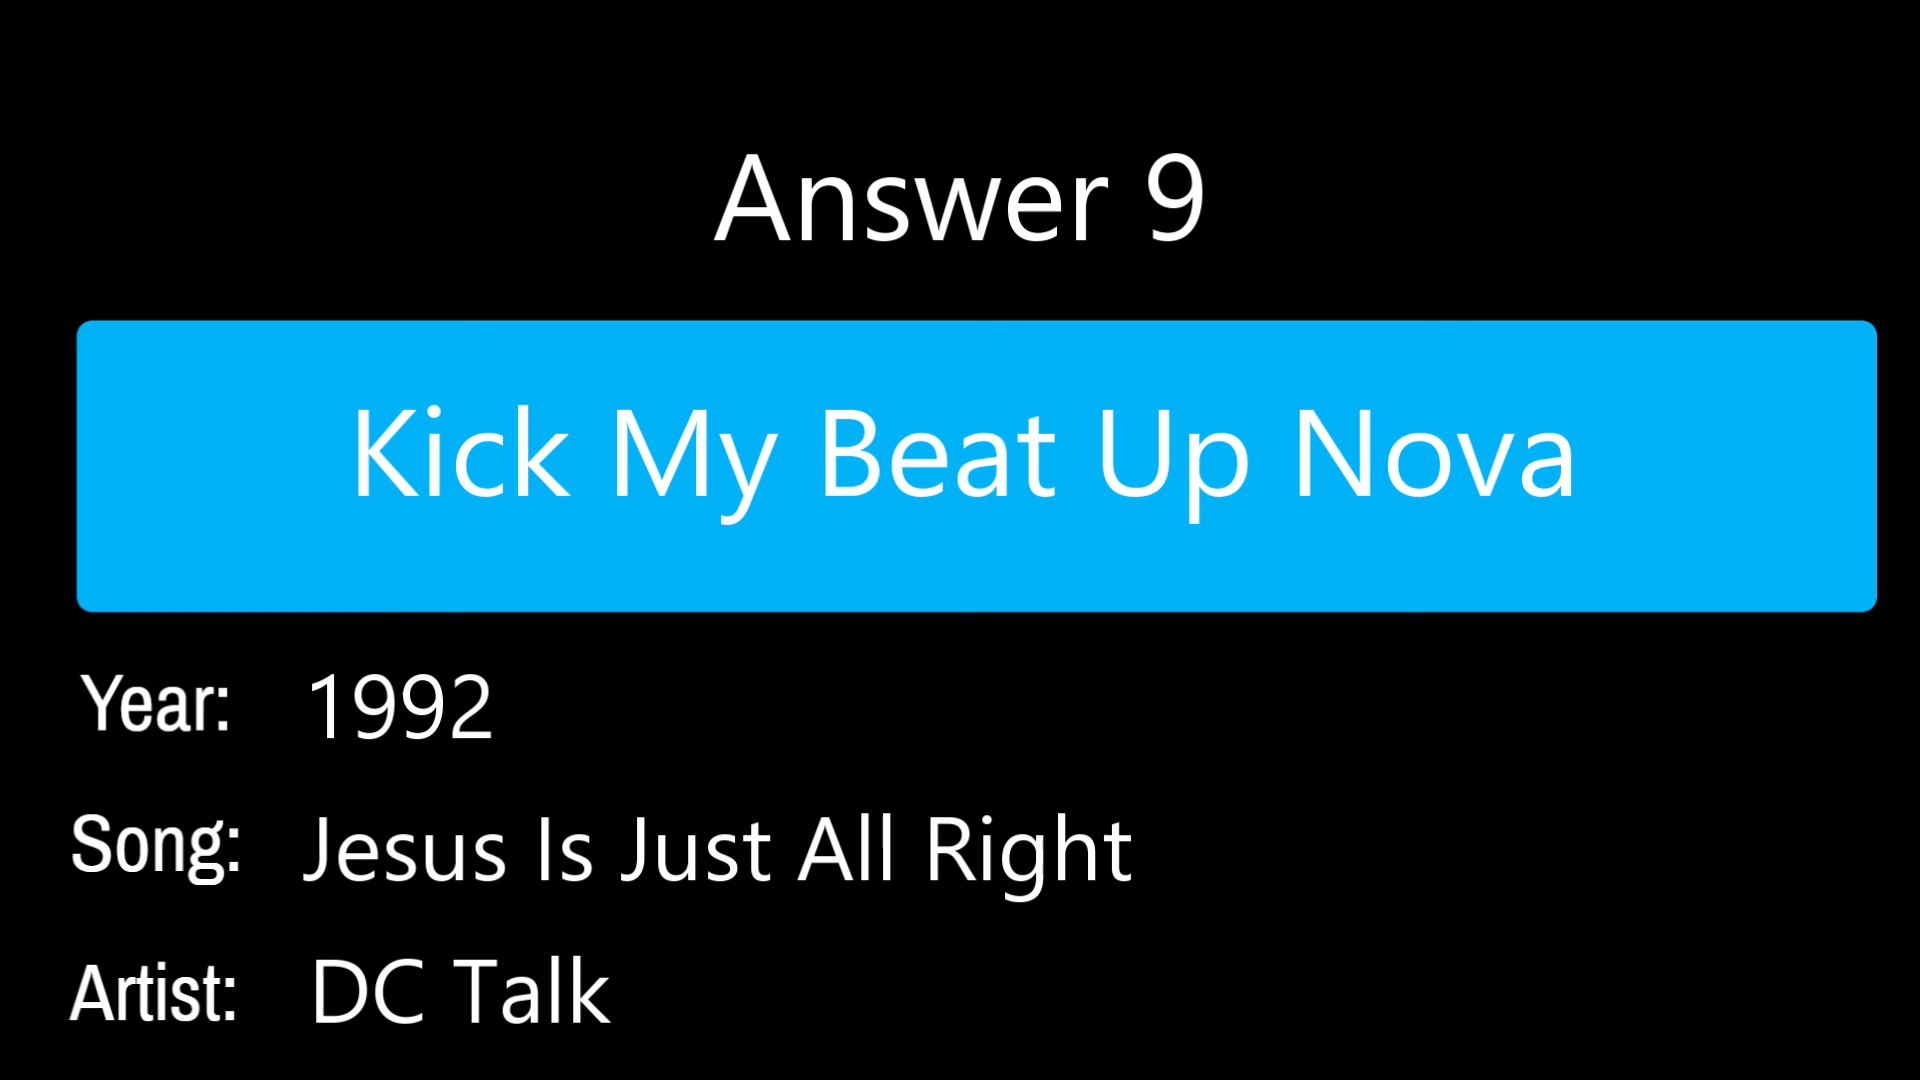 Answer 9
Kick My Beat Up Nova
Year: 1992
Song: Jesus Is Just All Right
Artist: DC Talk